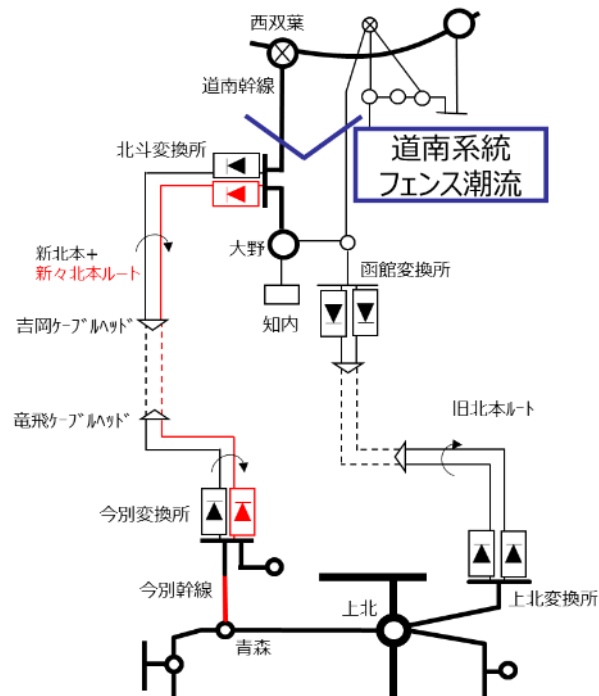 西双葉
道南幹線
北斗変換所
道南系統
フェンス潮流
大野
函館変換所
新北本+
新々北本ルート
知内
吉岡ケーブルヘッド
竜飛ケーブルヘッド
旧北本ルート
今別変換所
今別幹線
上北
上北変換所
青森